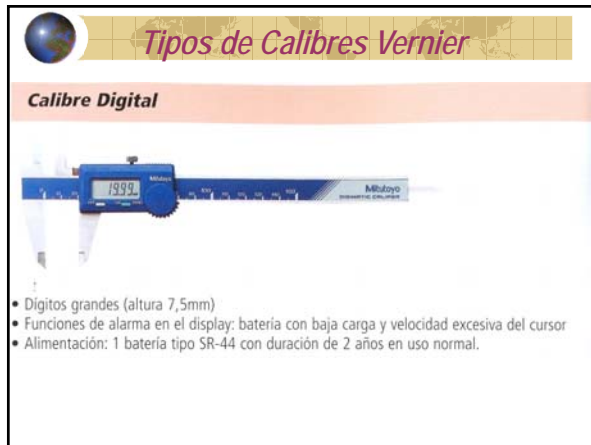 Tipos de Calibres Vernier
Calibre Digital
19.99
Mitutoyo
Mitutoyo
DIGIMATIC CALIPER
• Dígitos grandes (altura 7,5mm)
• Funciones de alarma en el display: batería con baja carga y velocidad excesiva del cursor
• Alimentación: 1 batería tipo SR-44 con duración de 2 años en uso normal.